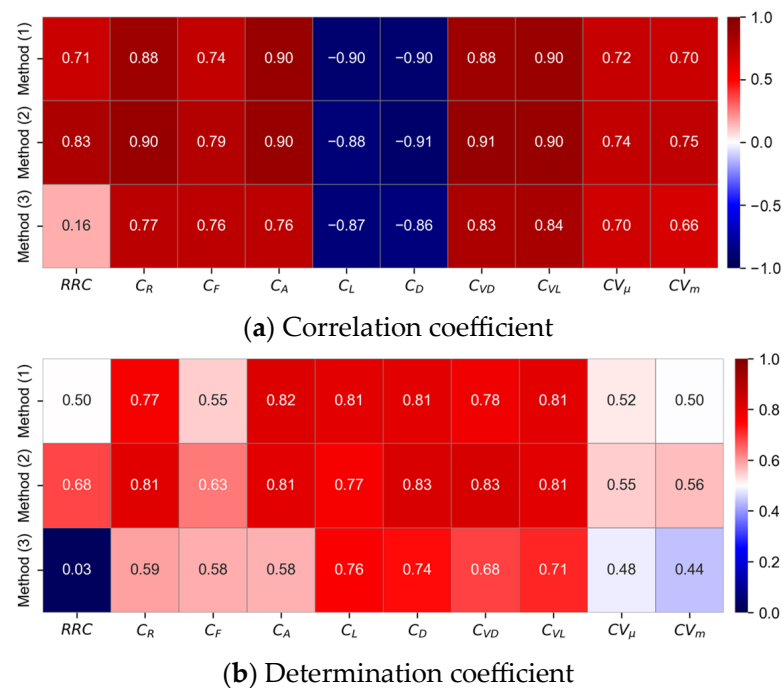 Method (1) 0.71 0.88 0.74 0.90 −0.90 −0.90 0.88 0.90 0.72 0.70
Method (2) 0.83 0.90 0.79 0.90 −0.88 −0.91 0.91 0.90 0.74 0.75
Method (3) 0.16 0.77 0.76 0.76 −0.87 −0.86 0.83 0.84 0.70 0.66
RRC C_R C_F C_A C_L C_D C_VD C_VL CV_μ CV_m
1.0
0.5
0.0
−0.5
−1.0
(a) Correlation coefficient
Method (1) 0.50 0.77 0.55 0.82 0.81 0.81 0.78 0.81 0.52 0.50
Method (2) 0.68 0.81 0.63 0.81 0.77 0.83 0.83 0.81 0.55 0.56
Method (3) 0.03 0.59 0.58 0.58 0.76 0.74 0.68 0.71 0.48 0.44
RRC C_R C_F C_A C_L C_D C_VD C_VL CV_μ CV_m
1.0
0.8
0.6
0.4
0.2
0.0
(b) Determination coefficient